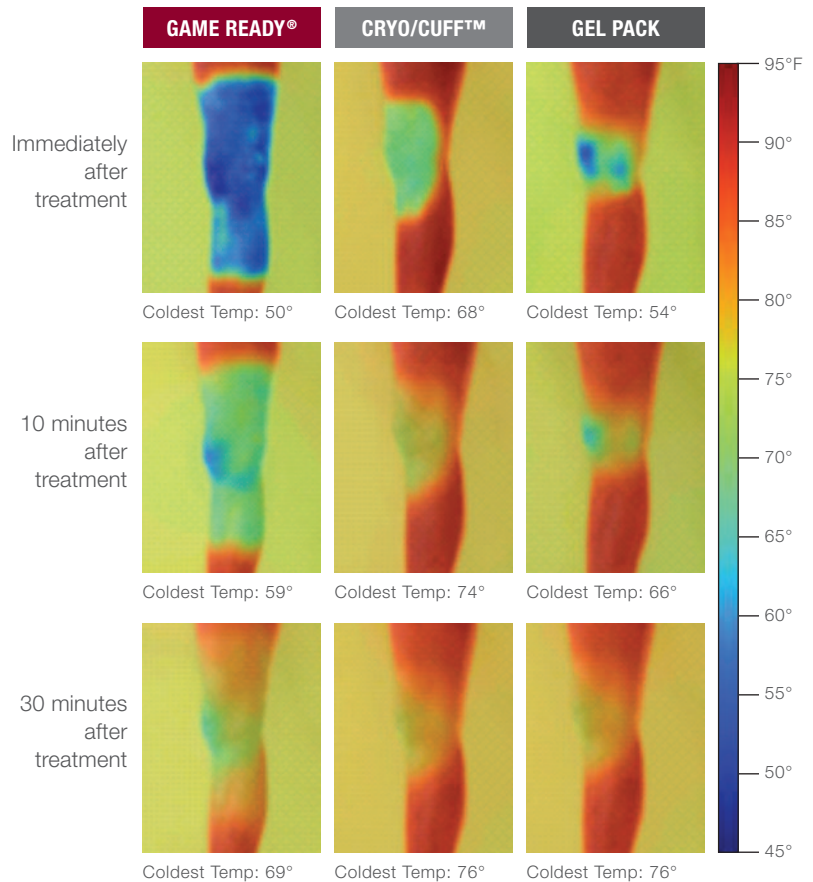 GAME READY®
CRYO/CUFF™
GEL PACK
95°F
90°
85°
80°
75°
70°
65°
60°
55°
50°
45°
Immediately
after
treatment
Coldest Temp: 50°
Coldest Temp: 68°
Coldest Temp: 54°
10 minutes
after
treatment
Coldest Temp: 59°
Coldest Temp: 74°
Coldest Temp: 66°
30 minutes
after
treatment
Coldest Temp: 69°
Coldest Temp: 76°
Coldest Temp: 76°